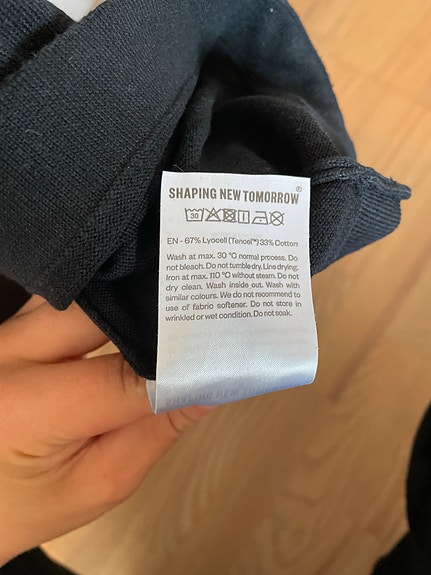 SHAPING NEW TOMORROW®
30
EN - 67% Lyocell (Tencel™) 33% Cotton
Wash at max. 30 °C normal process. Do
not bleach. Do not tumble dry. Line drying.
Iron at max. 110 °C without steam. Do not
dry clean. Wash inside out. Wash with
similar colours. We do not recommend to
use of fabric softener. Do not store in
wrinkled or wet condition. Do not soak.